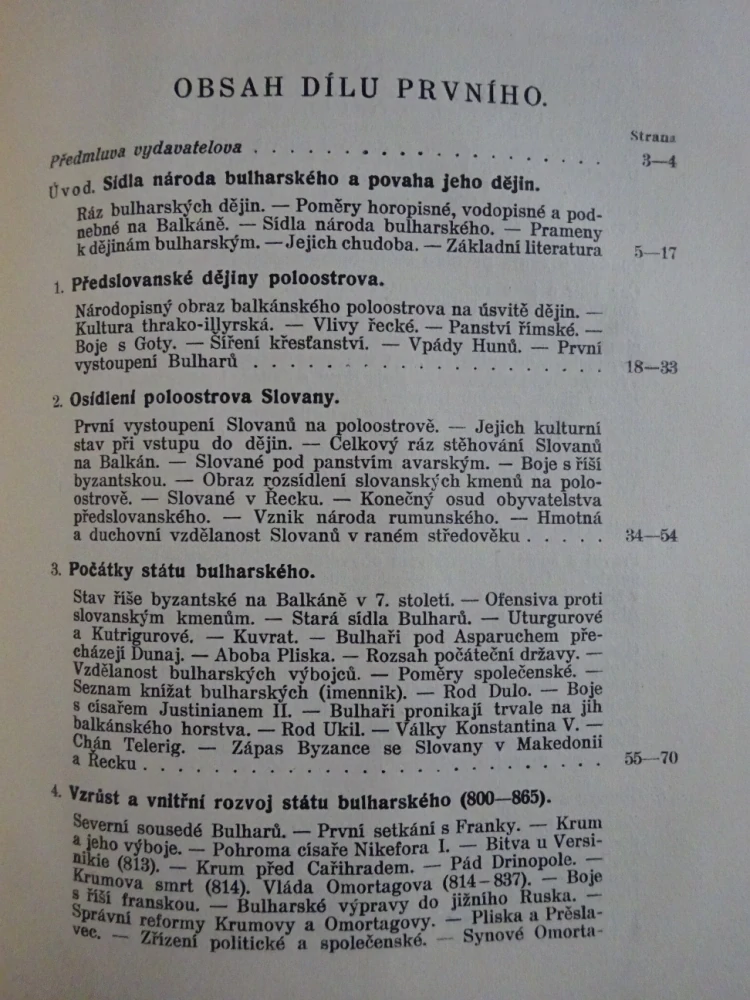 OBSAH DÍLU PRVNÍHO.
Strana
Předmluva vydavatelova . . . . . . . . . . . . . . . 3—4
Úvod. Sídla národa bulharského a povaha jeho dějin.
Ráz bulharských dějin. — Poměry horopisné, vodopisné a pod-
nebné na Balkáně. — Sídla národa bulharského. — Prameny
k dějinám bulharským. — Jejich chudoba. — Základní literatura 5—17
1. Předslovanské dějiny poloostrova.
Národopisný obraz balkánského poloostrova na úsvitě dějin. —
Kultura thrako-illyrská. — Vlivy řecké. — Panství římské. —
Boje s Goty. — Šíření křesťanství. — Vpády Hunů. — První
vystoupení Bulharů . . . . . . . . . . . . . . . . 18—33
2. Osídlení poloostrova Slovany.
První vystoupení Slovanů na poloostrově. — Jejich kulturní
stav při vstupu do dějin. — Celkový ráz stěhování Slovanů
na Balkán. — Slované pod panstvím avarským. — Boje s říší
byzantskou. — Obraz rozsídlení slovanských kmenů na polo-
ostrově. — Slované v Řecku. — Konečný osud obyvatelstva
předslovanského. — Vznik národa rumunského. — Hmotná
a duchovní vzdělanost Slovanů v raném středověku . . . . . 34—54
3. Počátky státu bulharského.
Stav říše byzantské na Balkáně v 7. století. — Ofensiva proti
slovanským kmenům. — Stará sídla Bulharů. — Uturgurové
a Kutrigurové. — Kuvrat. — Bulhaři pod Asparuchem pře-
cházejí Dunaj. — Aboba Pliska. — Rozsah počáteční državy. —
Vzdělanost bulharských výbojců. — Poměry společenské. —
Seznam knížat bulharských (imennik). — Rod Dulo. — Boje
s císařem Justinianem II. — Bulhaři pronikají trvale na jih
balkánského horstva. — Rod Ukil. — Války Konstantina V. —
Chán Telerig. — Zápas Byzance se Slovany v Makedonii
a Řecku . . . . . . . . . . . . . . . . . . . . . 55—70
4. Vzrůst a vnitřní rozvoj státu bulharského (800—865).
Severní sousedé Bulharů. — První setkání s Franky. — Krum
a jeho výboje. — Pohroma císaře Nikefora I. — Bitva u Versi-
nikie (813). — Krum před Cařihradem. — Pád Drinopole. —
Krumova smrt (814). Vláda Omortagova (814–837). — Boje
s říší franskou. — Bulharské výpravy do jižního Ruska. —
Správní reformy Krumovy a Omortagovy. — Pliska a Prěsla-
vec. — Zřízení politické a společenské. — Synové Omorta-